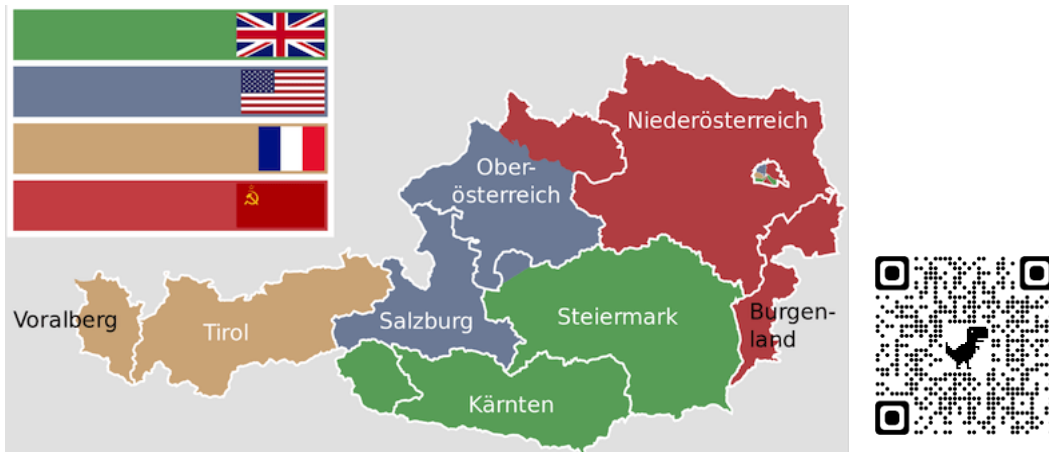 Niederösterreich
Ober-
österreich
Voralberg
Tirol
Salzburg
Steiermark
Burgen-
land
Kärnten